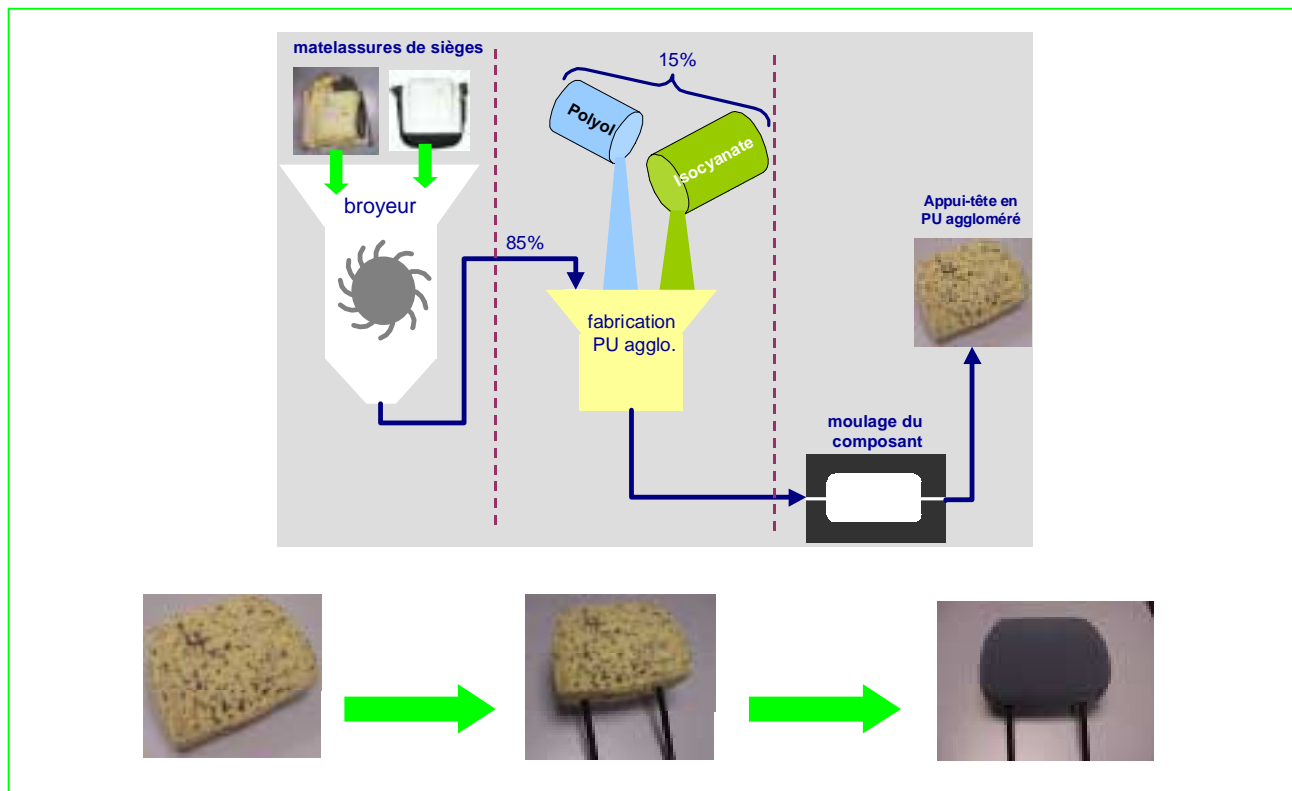 matelassures de sièges
15%
Polyol
Isocyanate
broyeur
85%
Appui-tête en
PU aggloméré
fabrication
PU agglo.
moulage du
composant